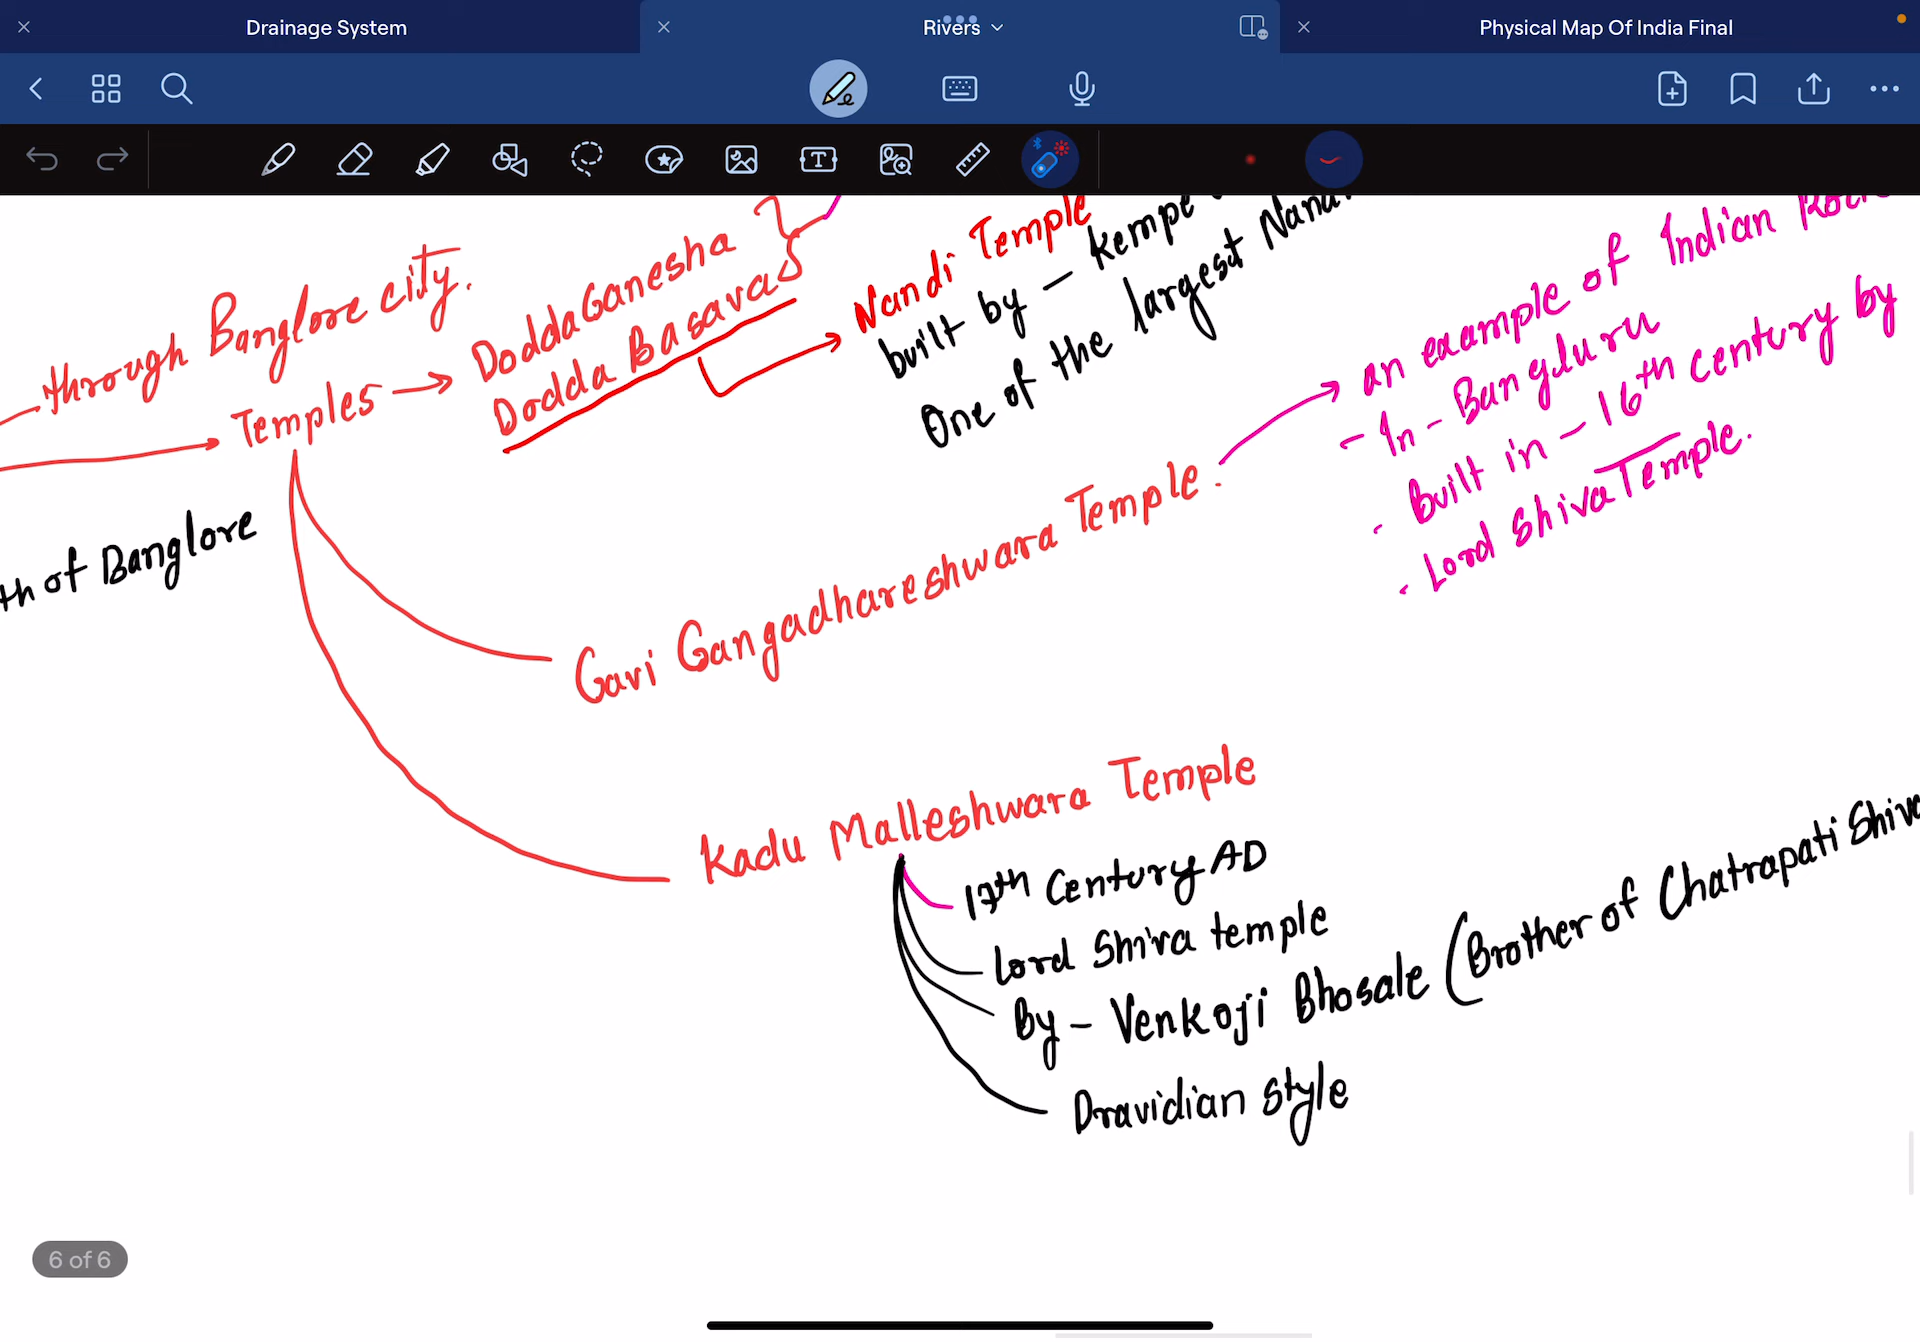 Drainage System
Rivers
Physical Map Of India Final
through Banglore city.
Temples → Dodda Ganesha
Dodda Basava
Nandi Temple
built by - Kempe
One of the largest
an example of Indian
- In - Bangluru
- Built in - 16th century by
- Lord Shiva Temple.
th of Banglore
Gavi Gangadhareshwara Temple.
Kadu Malleshwara Temple
17th Century AD
Lord Shiva temple
By - Venkoji Bhosale (Brother of Chatrapati Shiva
Dravidian style
6 of 6